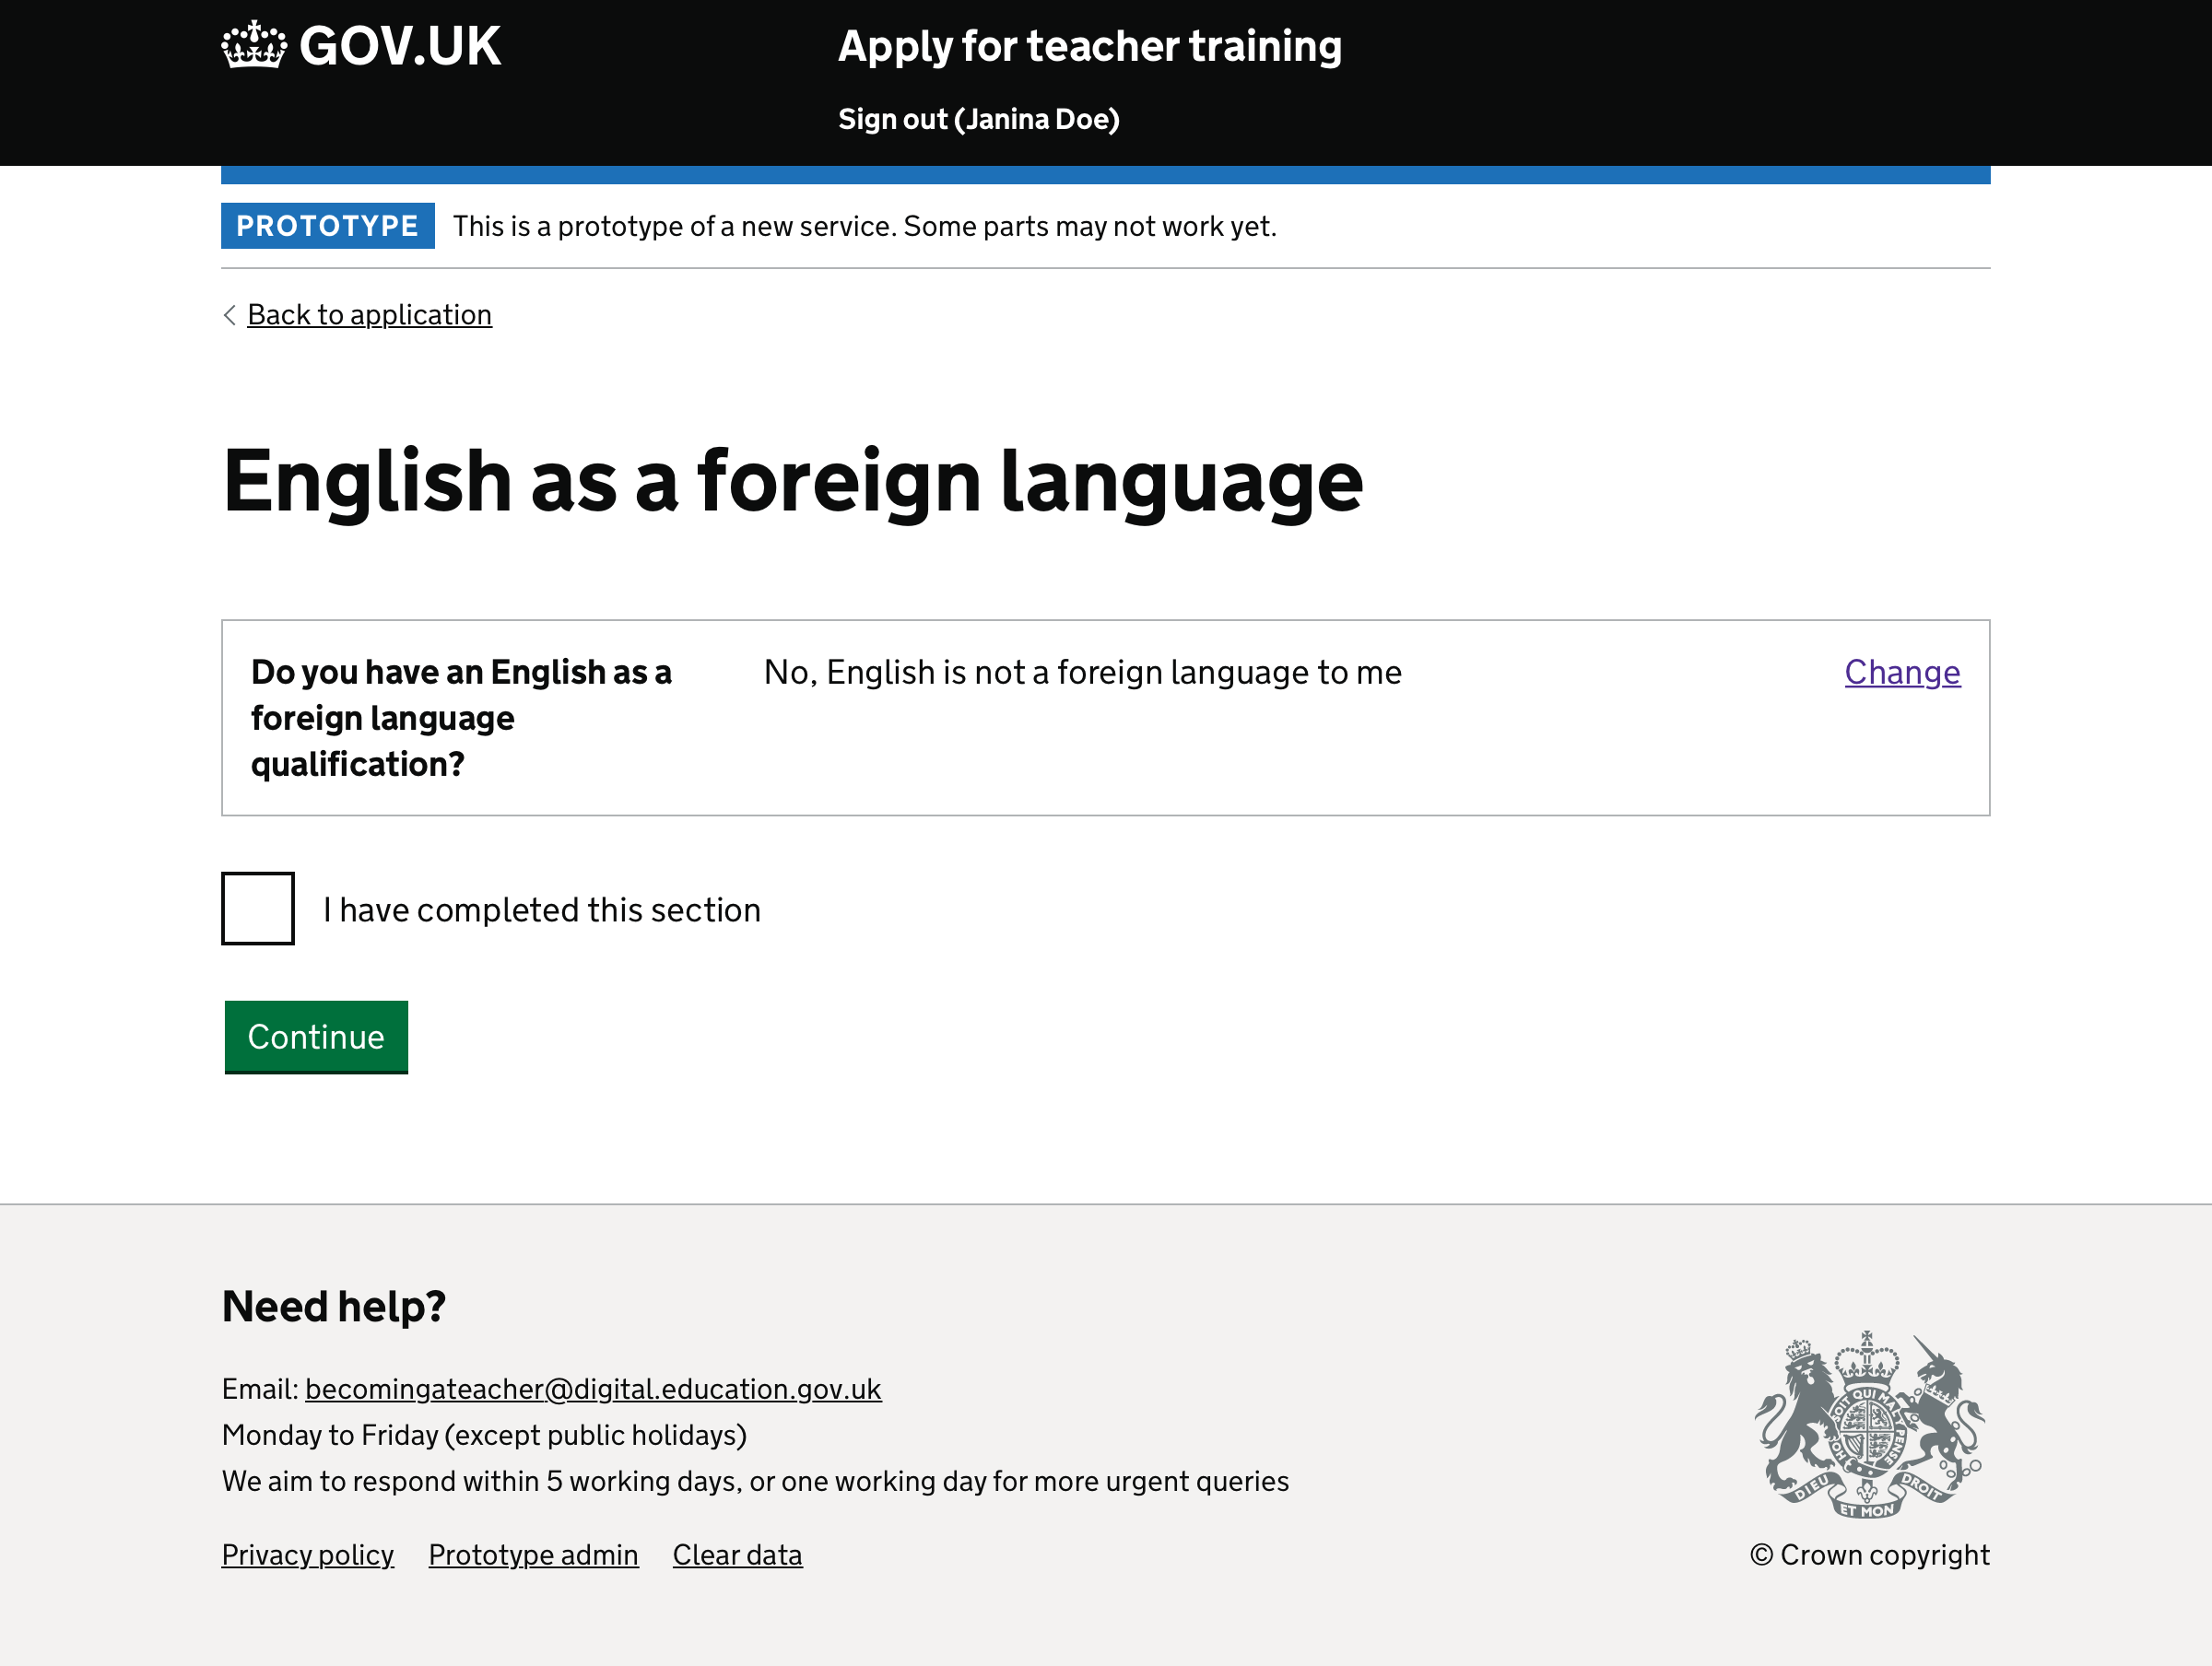 GOV.UK
Apply for teacher training
Sign out (Janina Doe)
PROTOTYPE This is a prototype of a new service. Some parts may not work yet.
Back to application
English as a foreign language
Do you have an English as a No, English is not a foreign language to me Change
foreign language
qualification?
I have completed this section
Continue
Need help?
Email: becomingateacher@digital.education.gov.uk
Monday to Friday (except public holidays)
We aim to respond within 5 working days, or one working day for more urgent queries
SOIT QUI MAL
PENSE
HONI
DIEU
ET MON
DROIT
Privacy policy Prototype admin Clear data
© Crown copyright